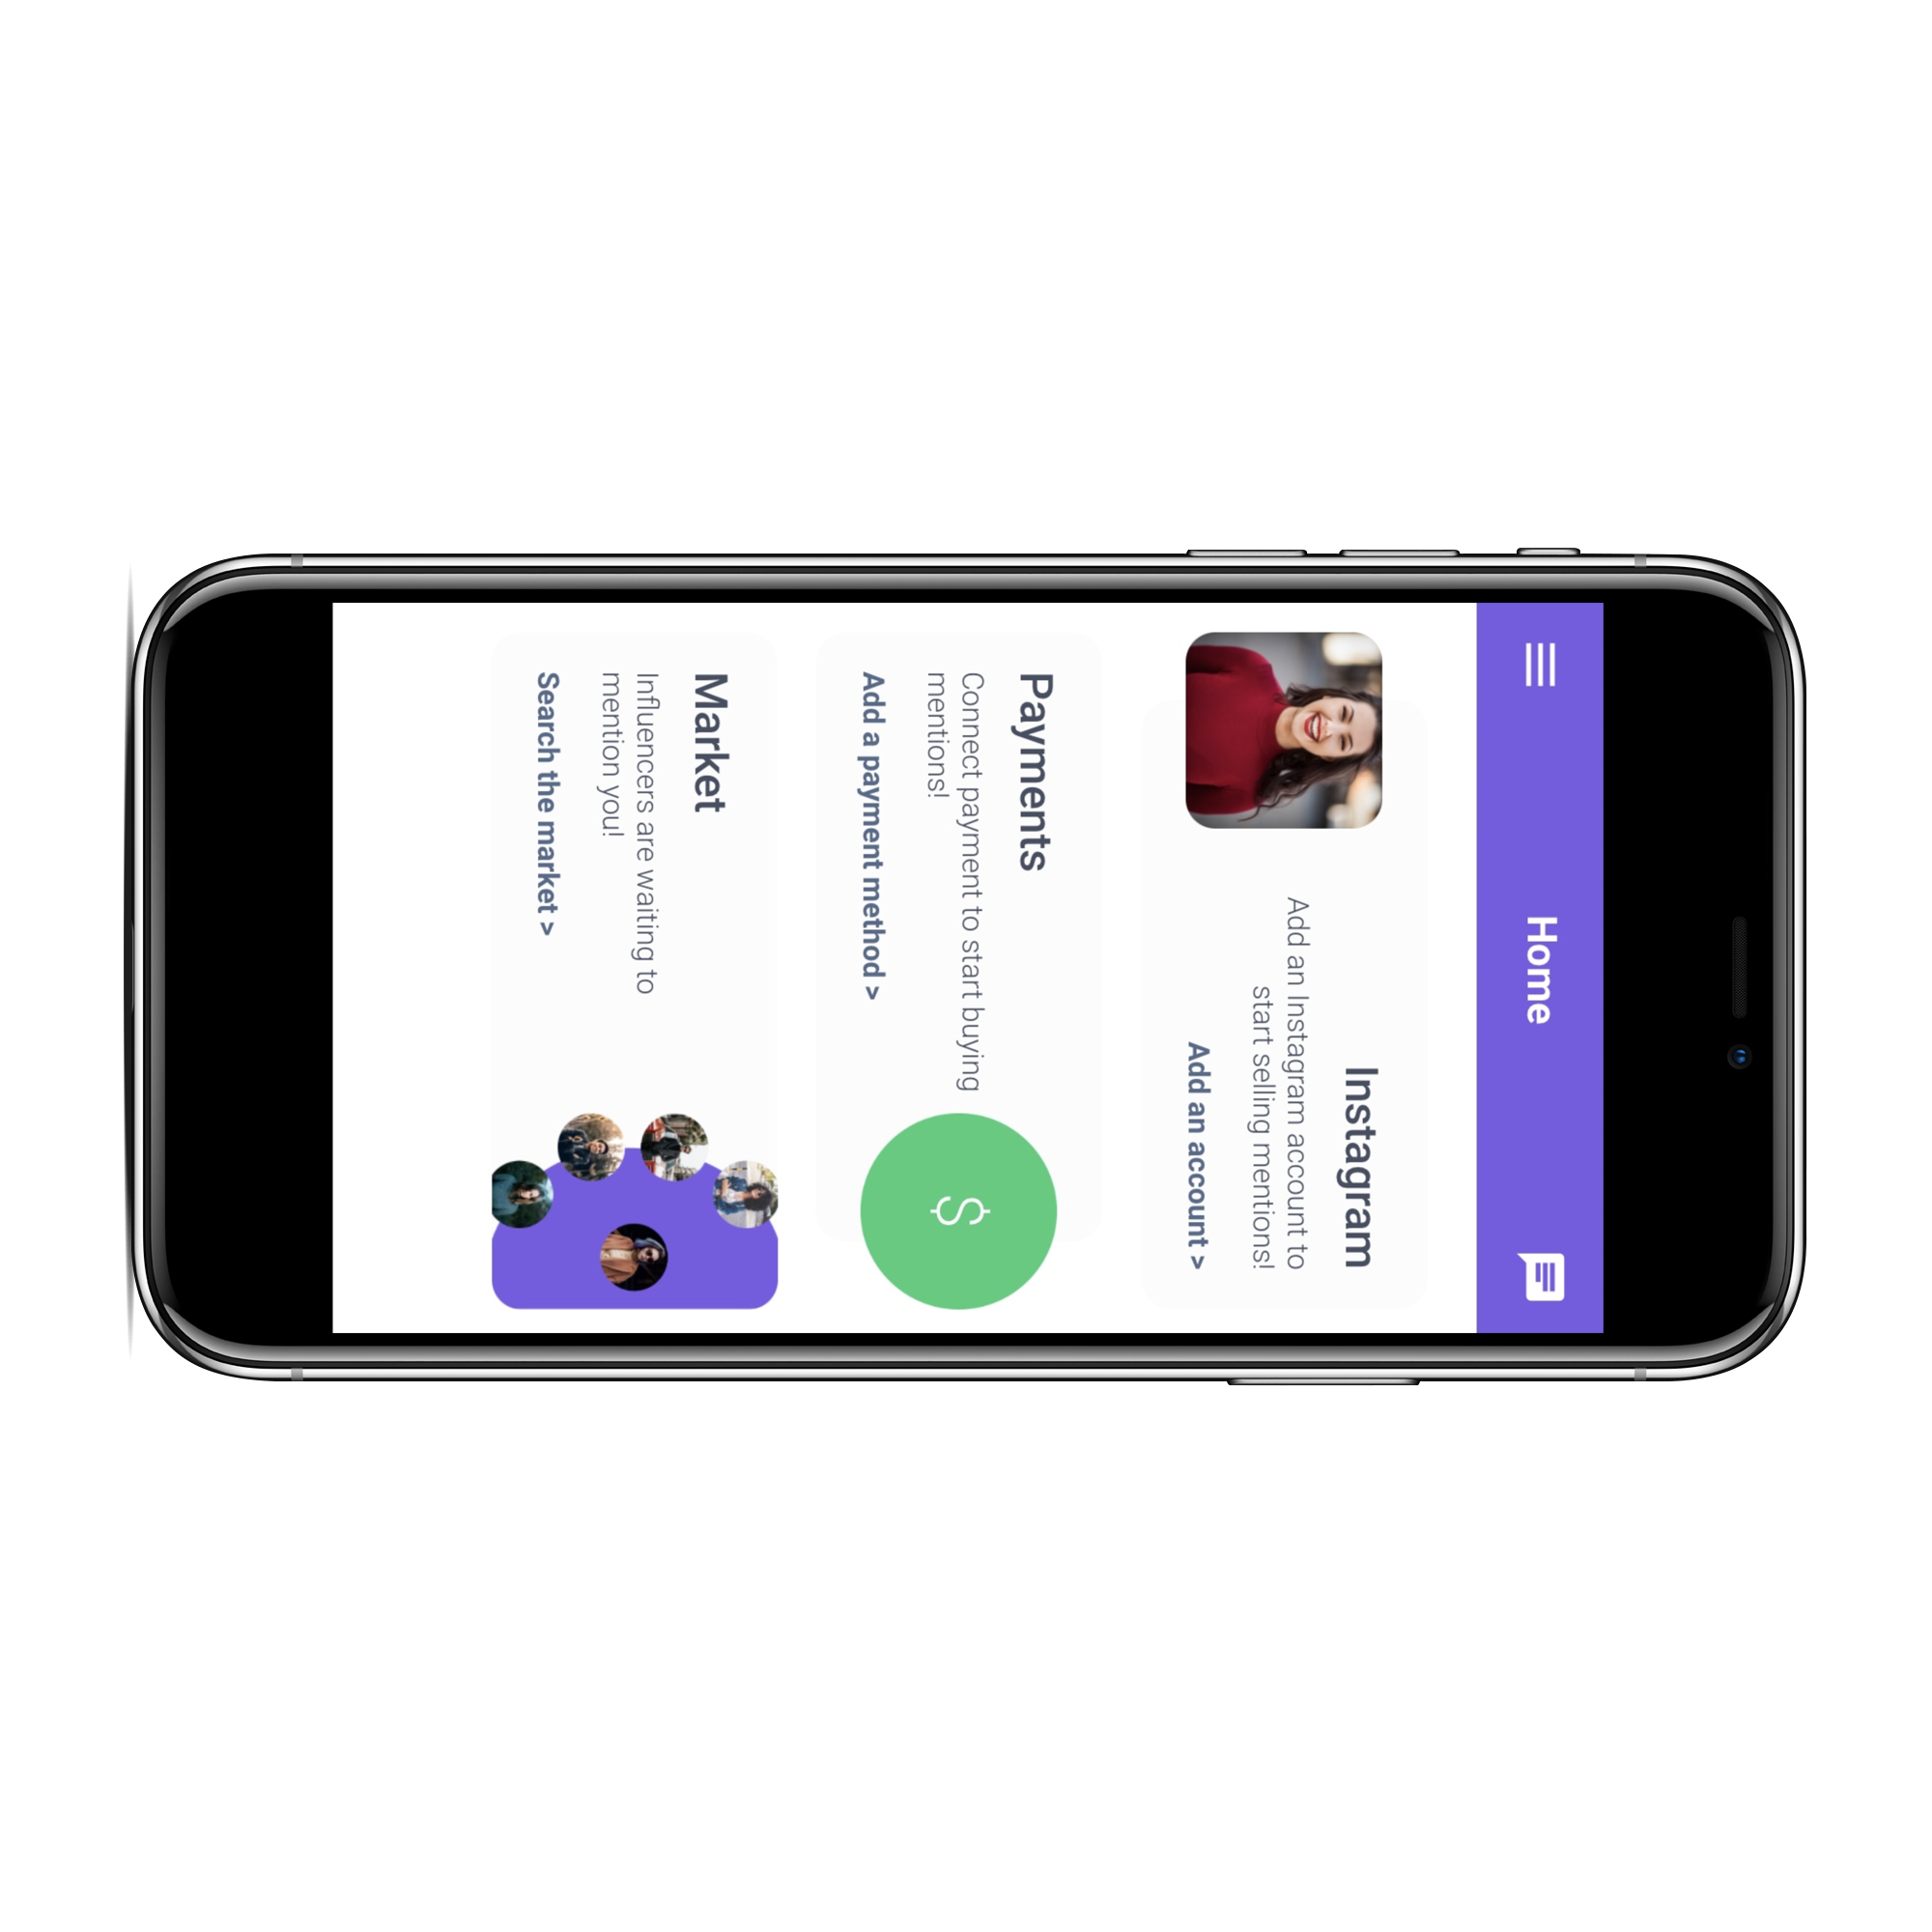 Home
Instagram
Add an Instagram account to
start selling mentions!
Add an account >
Payments
Connect payment to start buying
mentions!
Add a payment method >
$
Market
Influencers are waiting to
mention you!
Search the market >